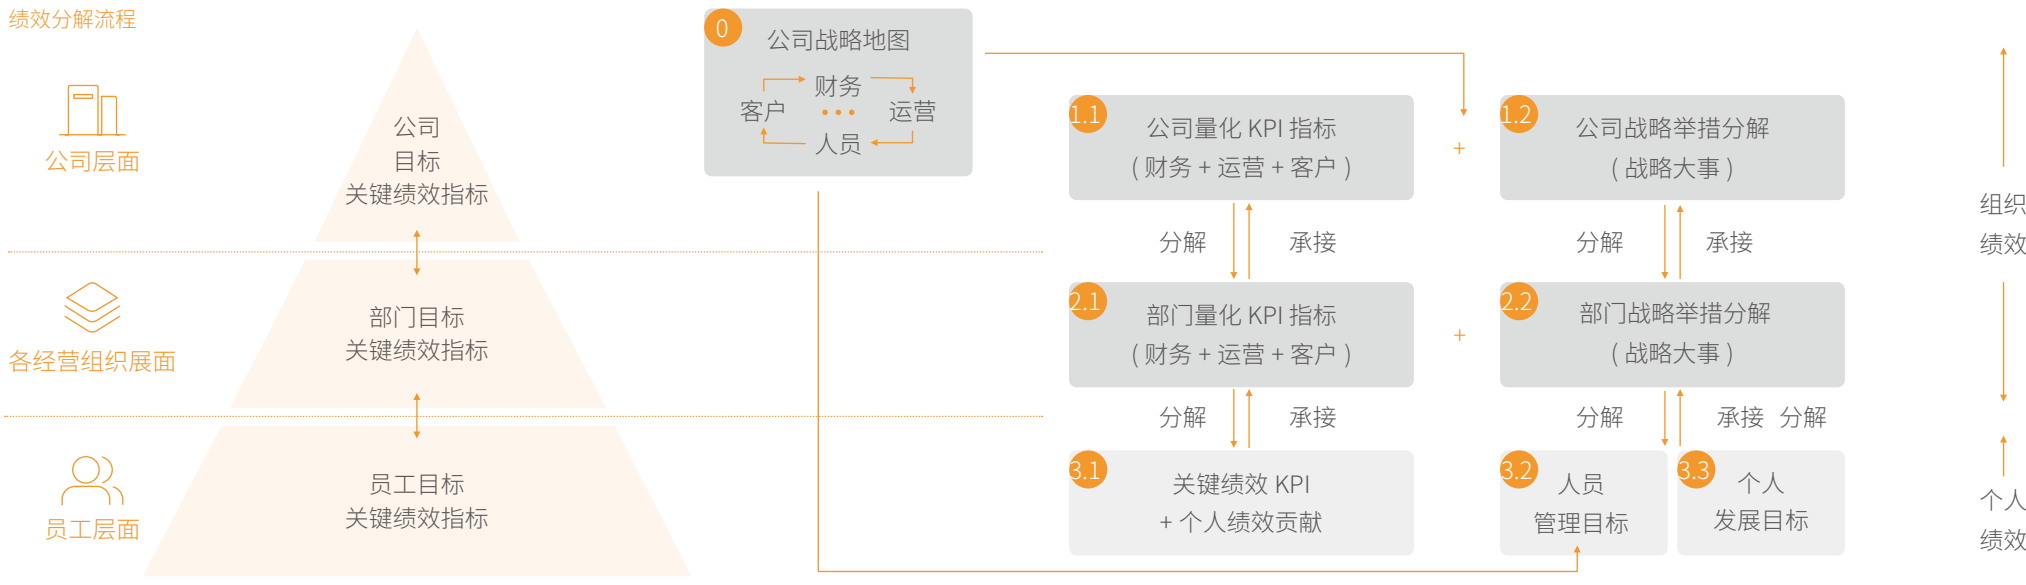 绩效分解流程
公司层面
各经营组织展面
员工层面
公司
目标
关键绩效指标
部门目标
关键绩效指标
员工目标
关键绩效指标
0
公司战略地图
财务
客户
运营
人员
1.1
公司量化 KPI 指标
( 财务 + 运营 + 客户 )
+
1.2
公司战略举措分解
( 战略大事 )
分解
承接
分解
承接
2.1
部门量化 KPI 指标
( 财务 + 运营 + 客户 )
+
2.2
部门战略举措分解
( 战略大事 )
分解
承接
分解
承接 分解
3.1
关键绩效 KPI
+ 个人绩效贡献
3.2
人员
管理目标
3.3
个人
发展目标
组织
绩效
个人
绩效